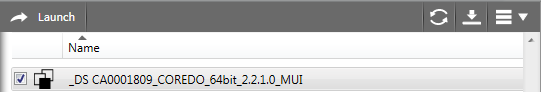 Launch
Name
_DS CA0001809_COREDO_64bit_2.2.1.0_MUI